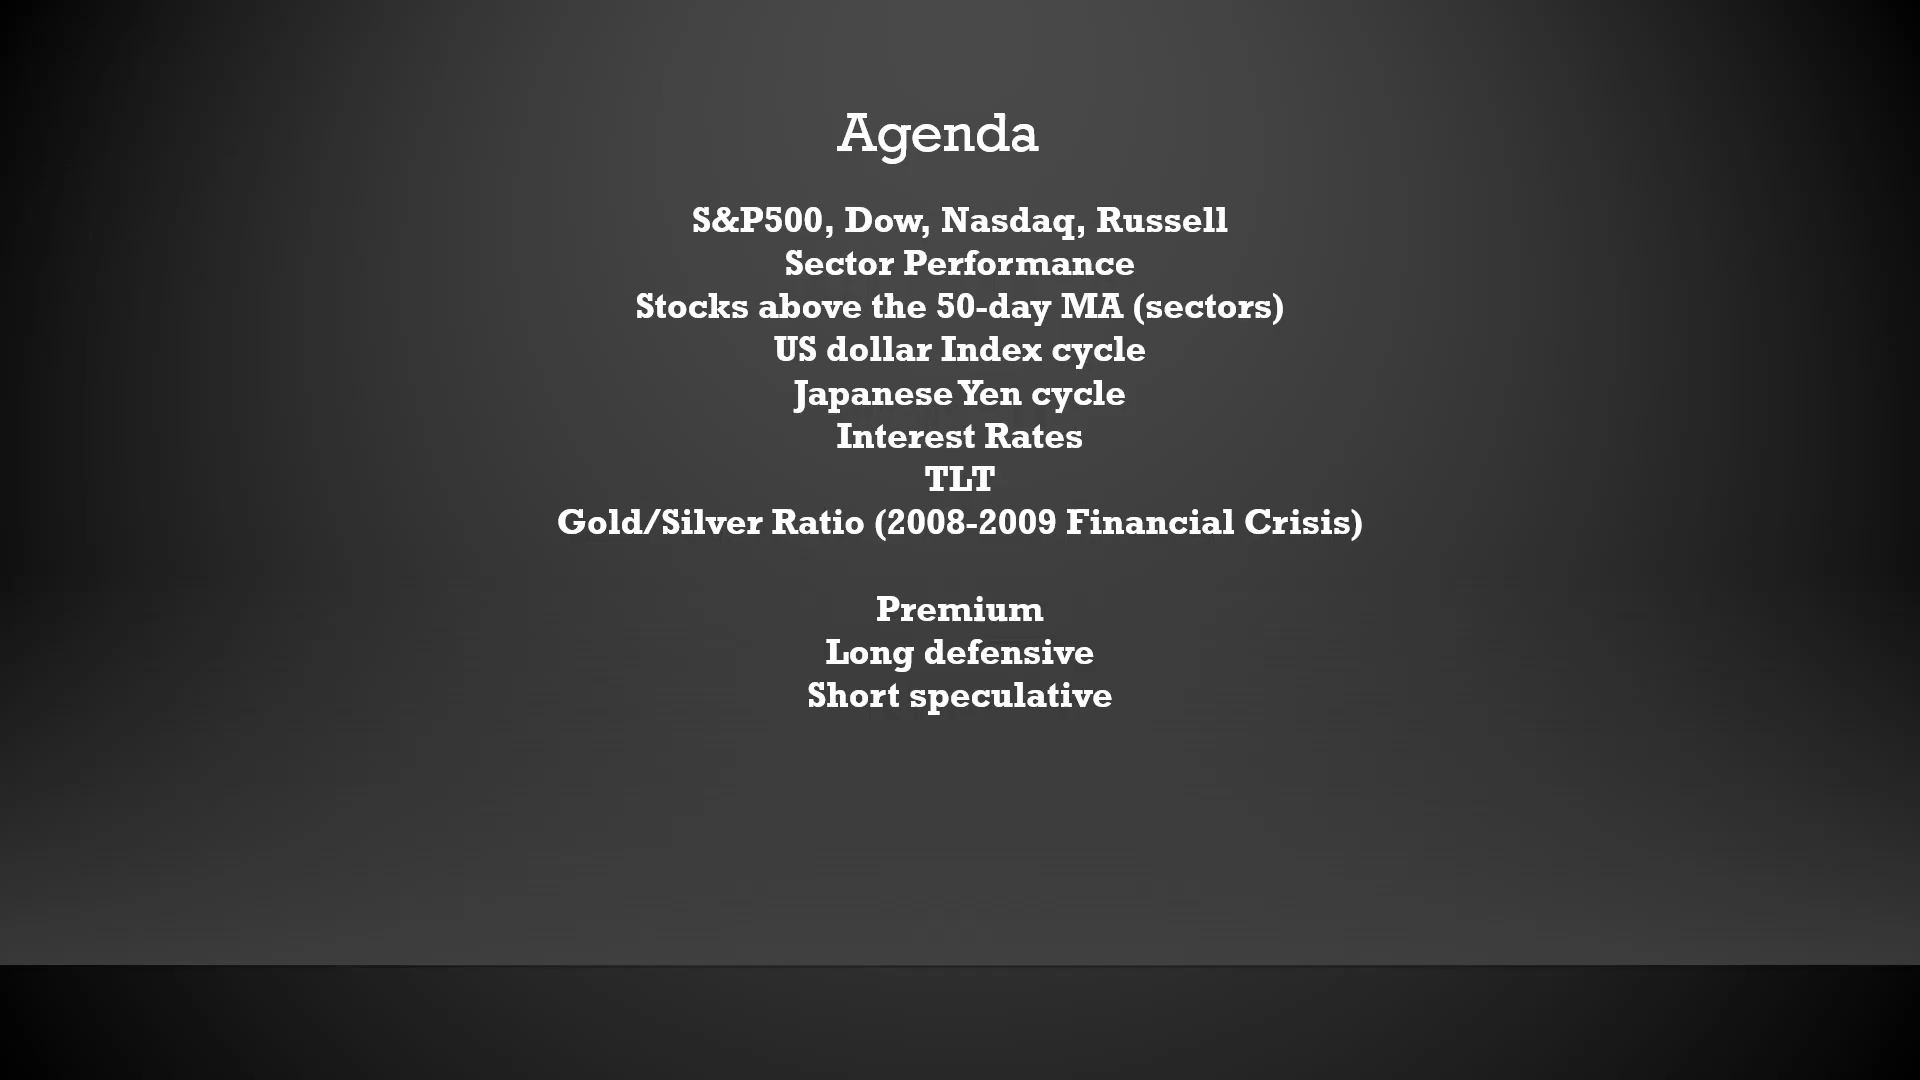 Agenda
S&P500, Dow, Nasdaq, Russell
Sector Performance
Stocks above the 50-day MA (sectors)
US dollar Index cycle
Japanese Yen cycle
Interest Rates
TLT
Gold/Silver Ratio (2008-2009 Financial Crisis)
Premium
Long defensive
Short speculative